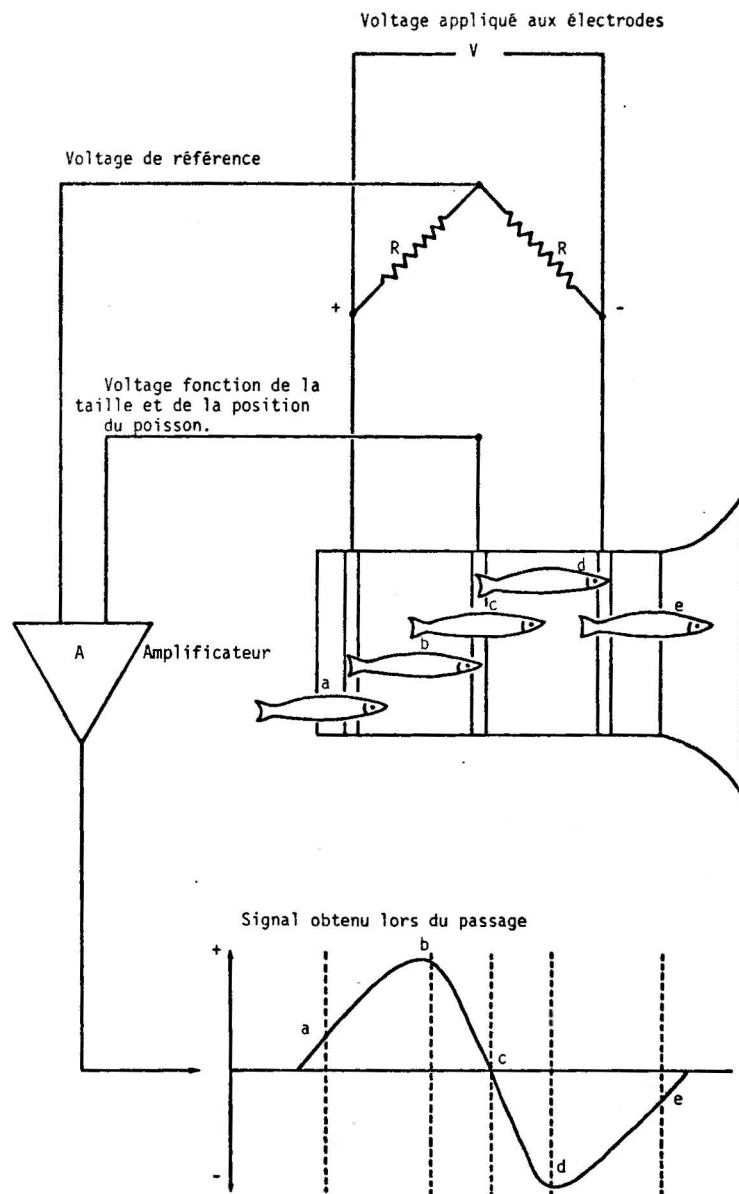 Voltage appliqué aux électrodes
V
Voltage de référence
R R
+ -
Voltage fonction de la
taille et de la position
du poisson.
d
c
e
b
a
A Amplificateur
Signal obtenu lors du passage
+
b
a
c
e
d
-